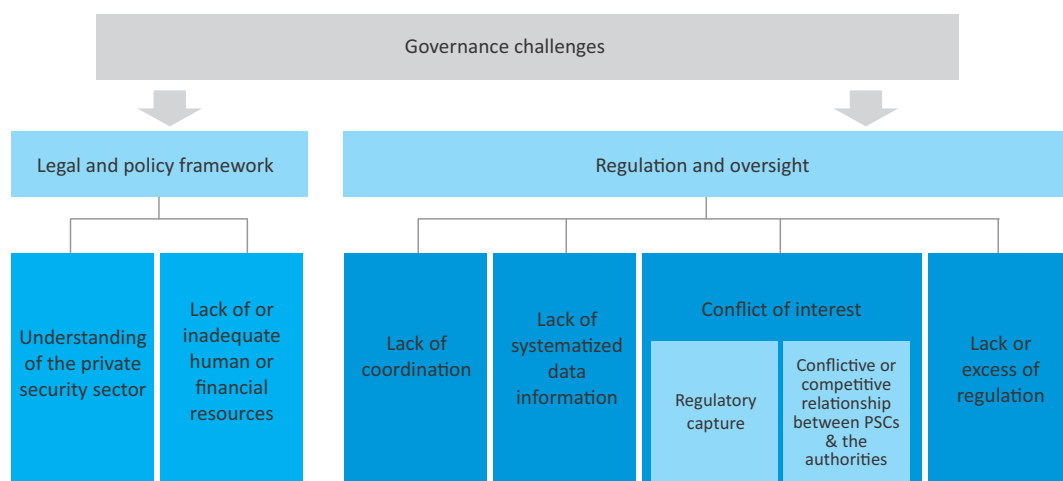 Governance challenges
Legal and policy framework
Regulation and oversight
Understanding
of the private
security sector
Lack of or
inadequate
human or
financial
resources
Lack of
coordination
Lack of
systematized
data
information
Conflict of interest
Regulatory
capture
Conflictive or
competitive
relationship
between PSCs
& the
authorities
Lack or
excess of
regulation